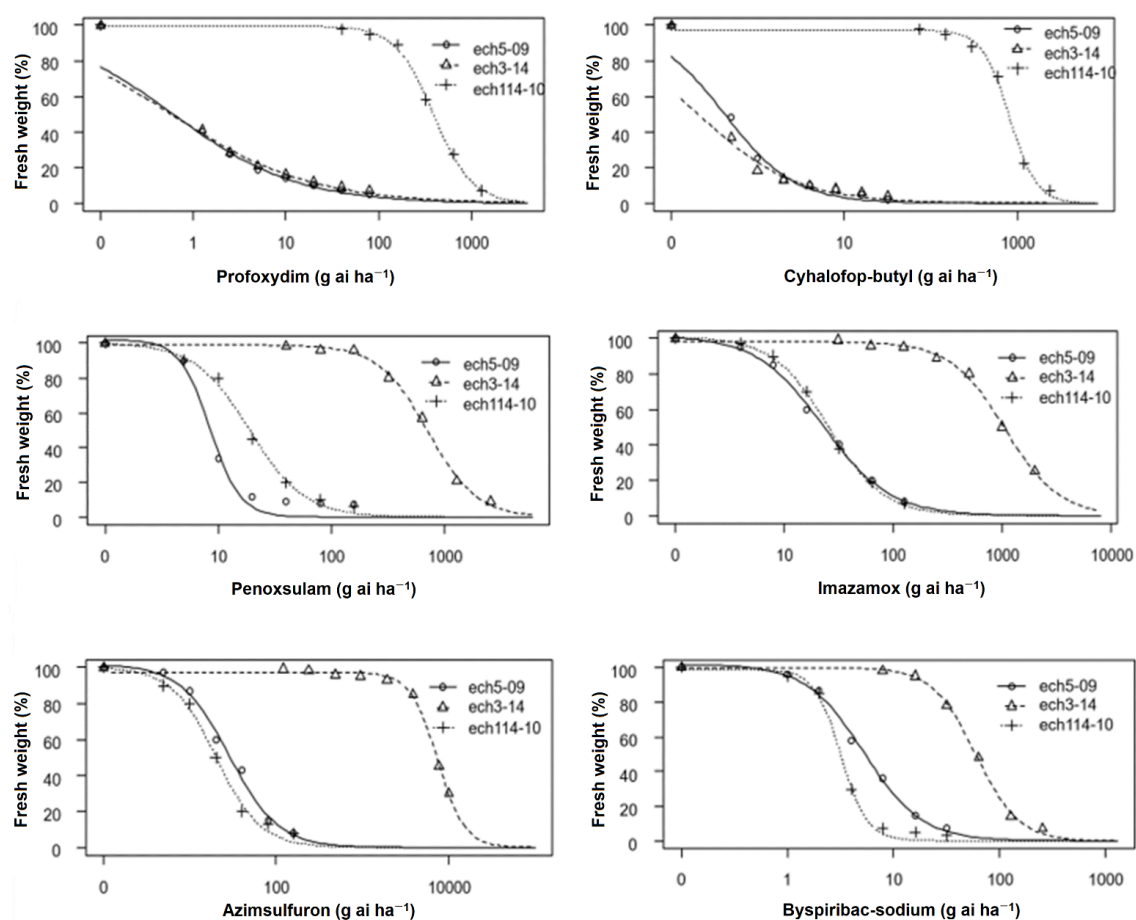 Fresh weight (%)
100
80
60
40
20
0
ech5-09
ech3-14
ech114-10
0 1 10 100 1000
Profoxydim (g ai ha⁻¹)
Fresh weight (%)
100
80
60
40
20
0
ech5-09
ech3-14
ech114-10
0 10 1000
Cyhalofop-butyl (g ai ha⁻¹)
Fresh weight (%)
100
80
60
40
20
0
ech5-09
ech3-14
ech114-10
0 10 100 1000
Penoxsulam (g ai ha⁻¹)
Fresh weight (%)
100
80
60
40
20
0
ech5-09
ech3-14
ech114-10
0 10 100 1000 10000
Imazamox (g ai ha⁻¹)
Fresh weight (%)
100
80
60
40
20
0
ech5-09
ech3-14
ech114-10
0 100 10000
Azimsulfuron (g ai ha⁻¹)
Fresh weight (%)
100
80
60
40
20
0
ech5-09
ech3-14
ech114-10
0 1 10 100 1000
Byspiribac-sodium (g ai ha⁻¹)